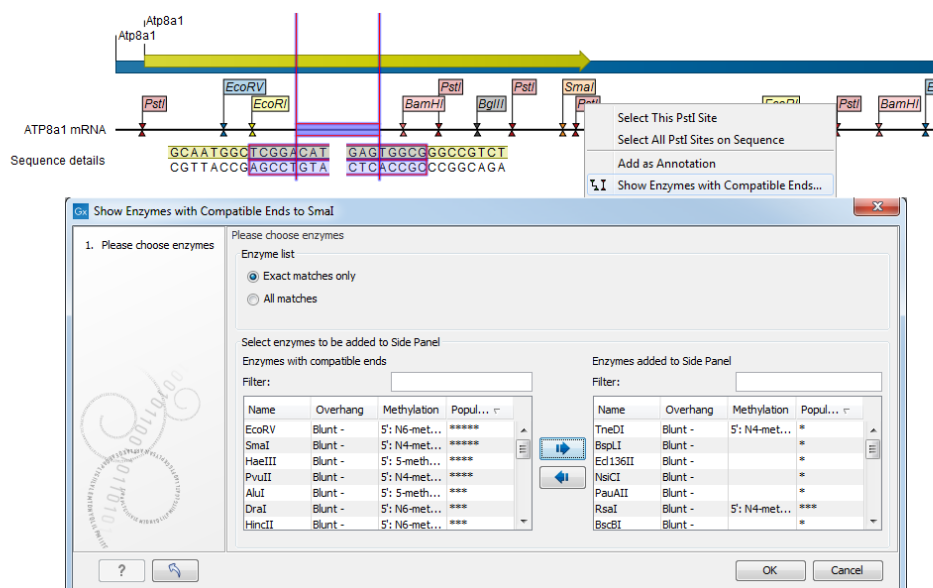 Atp8a1
Atp8a1
EcoRV PstI SmaI
PstI EcoRI BamHI BglII PstI PstI EcoRI PstI BamHI
ATP8a1 mRNA
Sequence details
GCAATGGCTCGGACAT GAGTGGCGGGCCGTCT
CGTTACCGAGCCTGTA CTCACCGCCCGGCAGA
Select This PstI Site
Select All PstI Sites on Sequence
Add as Annotation
Show Enzymes with Compatible Ends...
Gx Show Enzymes with Compatible Ends to SmaI
1. Please choose enzymes
Please choose enzymes
Enzyme list
Exact matches only
All matches
Select enzymes to be added to Side Panel
Enzymes with compatible ends Enzymes added to Side Panel
Filter: Filter:
Name Overhang Methylation Popul... Name Overhang Methylation Popul...
EcoRV Blunt - 5': N6-met... ***** TneDI Blunt - 5': N4-met... *
SmaI Blunt - 5': N4-met... ***** BspLI Blunt - *
HaeIII Blunt - 5': 5-meth... **** Ecl136II Blunt - *
PvuII Blunt - 5': N4-met... **** NsiCI Blunt - *
AluI Blunt - 5': 5-meth... *** PauAII Blunt - *
DraI Blunt - 5': N6-met... *** RsaI Blunt - 5': N4-met... ***
HincII Blunt - 5': N6-met... *** BscBI Blunt - *
? OK Cancel